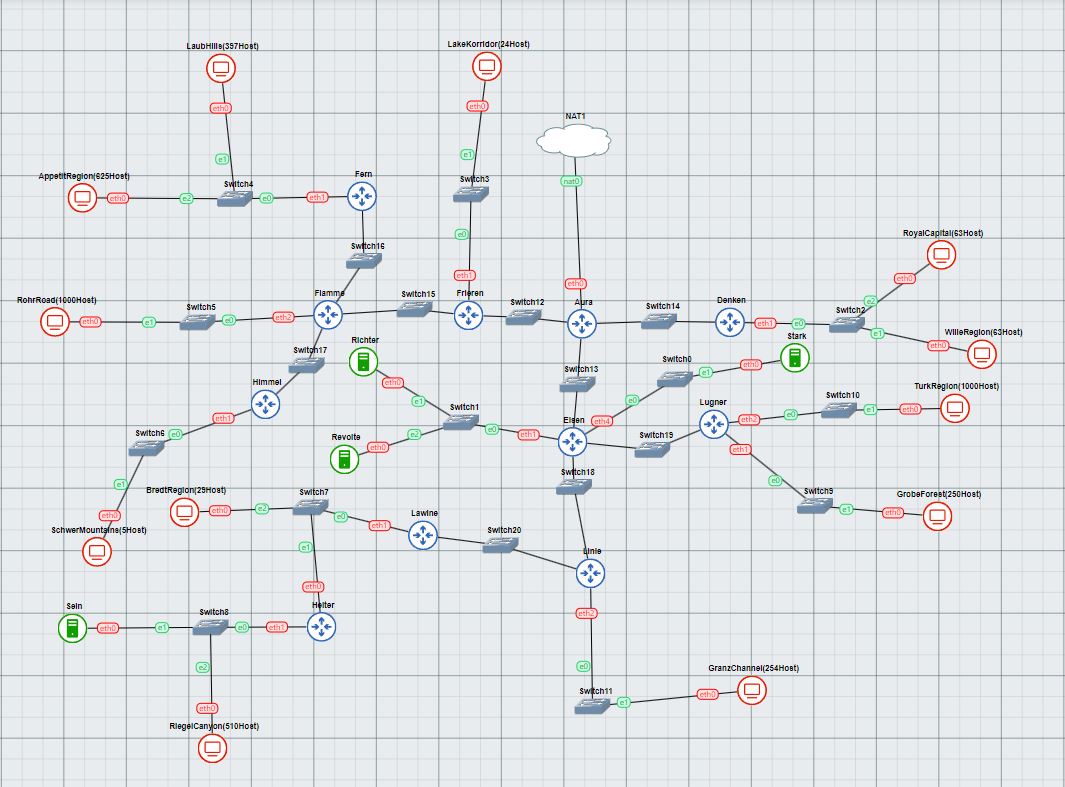 LaubHills(397Host)
LakeKorridor(24Host)
eth0
eth0
NAT1
e1
e1
AppetitRegion(625Host)
Fern
Switch4
Switch3
nat0
eth0
e2
e0
eth1
e0
RoyalCapital(63Host)
Switch16
eth1
eth0
eth0
RohrRoad(1000Host)
Flamme
Switch15
Frieren
Switch12
Aura
Switch14
Denken
e2
Switch5
Switch2
eth0
e1
e0
eth2
eth1
e0
e1
WilleRegion(63Host)
eth0
Richter
Stark
Switch17
Switch0
eth0
e1
Switch13
Himmel
eth0
TurkRegion(1000Host)
Switch10
e1
e0
Lugner
Switch1
eth1
Eisen
eth4
eth2
e0
e1
eth0
Switch6
e0
Revolte
e2
e0
eth1
Switch19
eth1
eth0
Switch18
e1
e0
BredtRegion(25Host)
Switch7
Switch9
GrobeForest(250Host)
eth0
eth0
e2
e0
eth1
Lawine
e1
eth0
SchwerMountains(5Host)
Switch20
e1
Linie
eth0
Sein
Switch8
Heiter
eth2
eth0
e1
e0
eth1
e2
e0
GranzChannel(254Host)
Switch11
eth0
e1
eth0
RiegelCanyon(510Host)